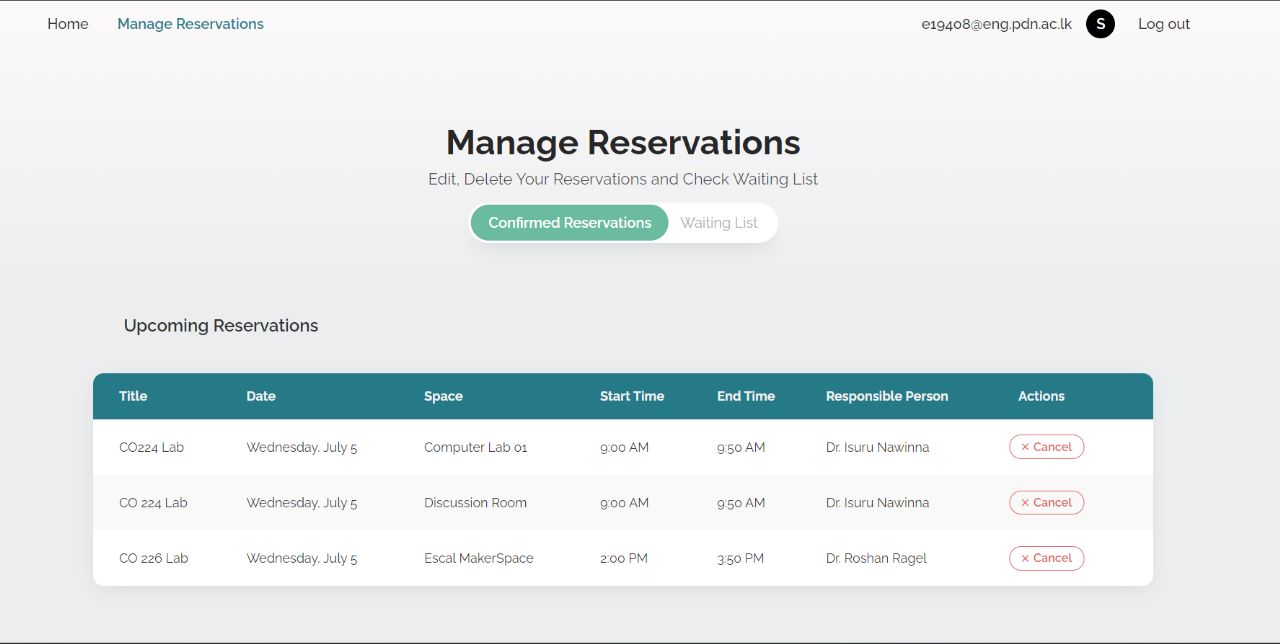 Home Manage Reservations e19408@eng.pdn.ac.lk S Log out
Manage Reservations
Edit, Delete Your Reservations and Check Waiting List
Confirmed Reservations Waiting List
Upcoming Reservations
Title Date Space Start Time End Time Responsible Person Actions
CO224 Lab Wednesday, July 5 Computer Lab 01 9:00 AM 9:50 AM Dr. Isuru Nawinna × Cancel
CO 224 Lab Wednesday, July 5 Discussion Room 9:00 AM 9:50 AM Dr. Isuru Nawinna × Cancel
CO 226 Lab Wednesday, July 5 Escal MakerSpace 2:00 PM 3:50 PM Dr. Roshan Ragel × Cancel